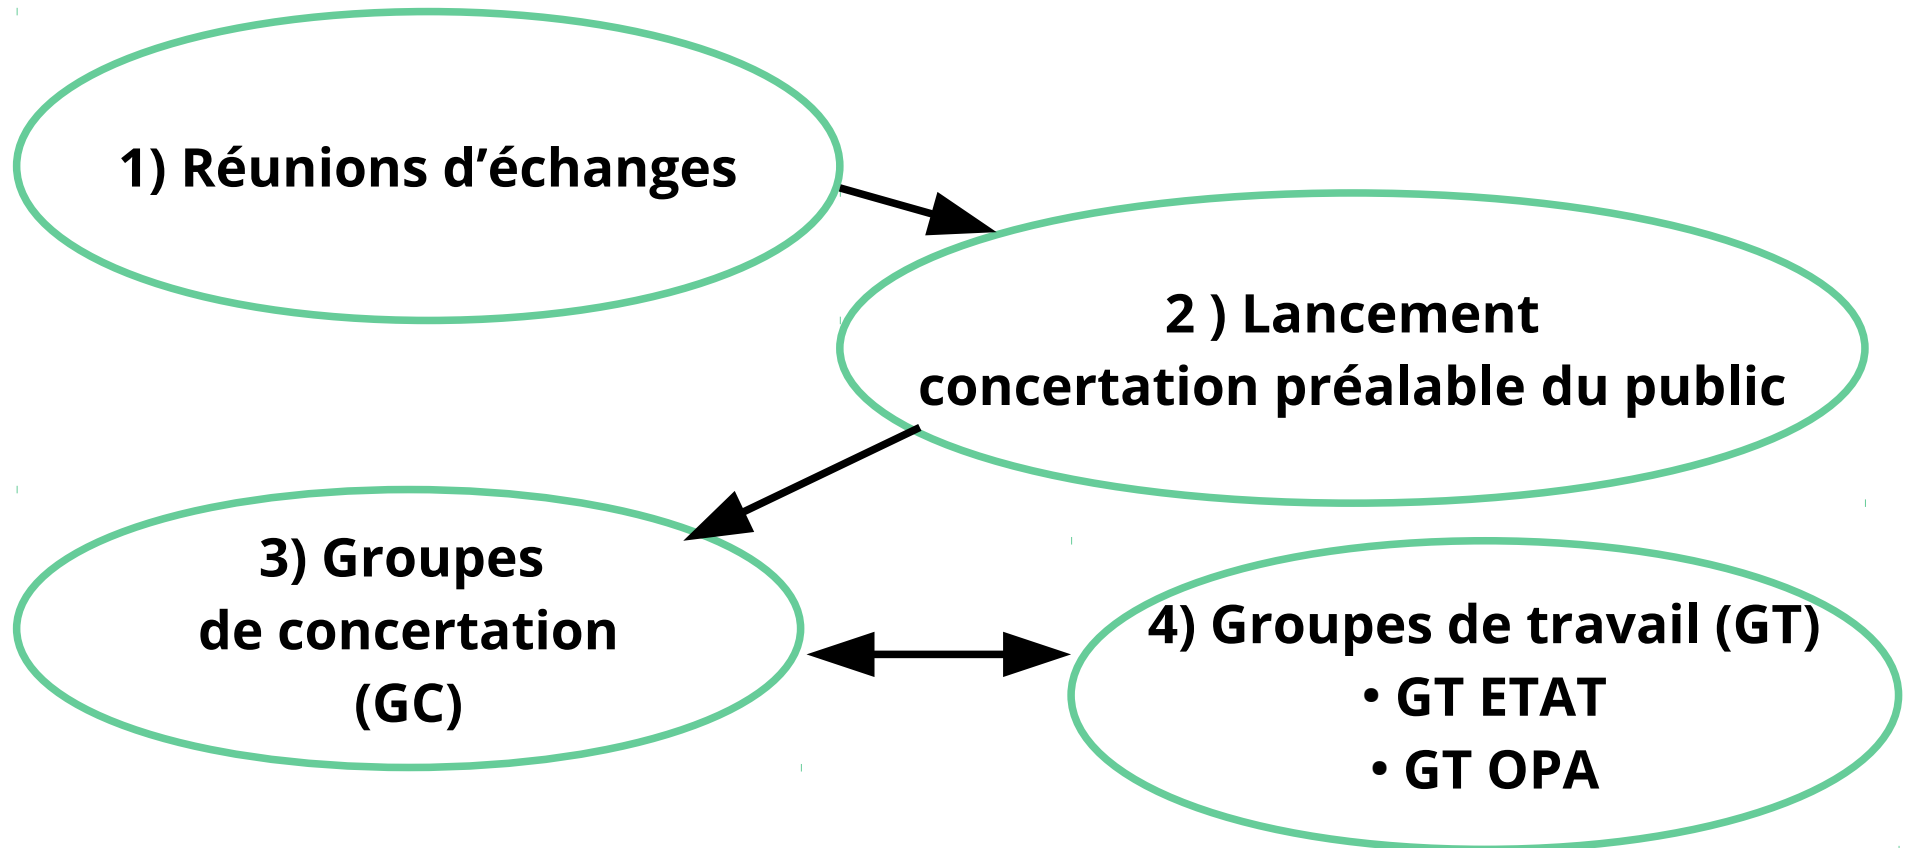 1) Réunions d’échanges
2 ) Lancement
concertation préalable du public
3) Groupes
de concertation
(GC)
4) Groupes de travail (GT)
• GT ETAT
• GT OPA